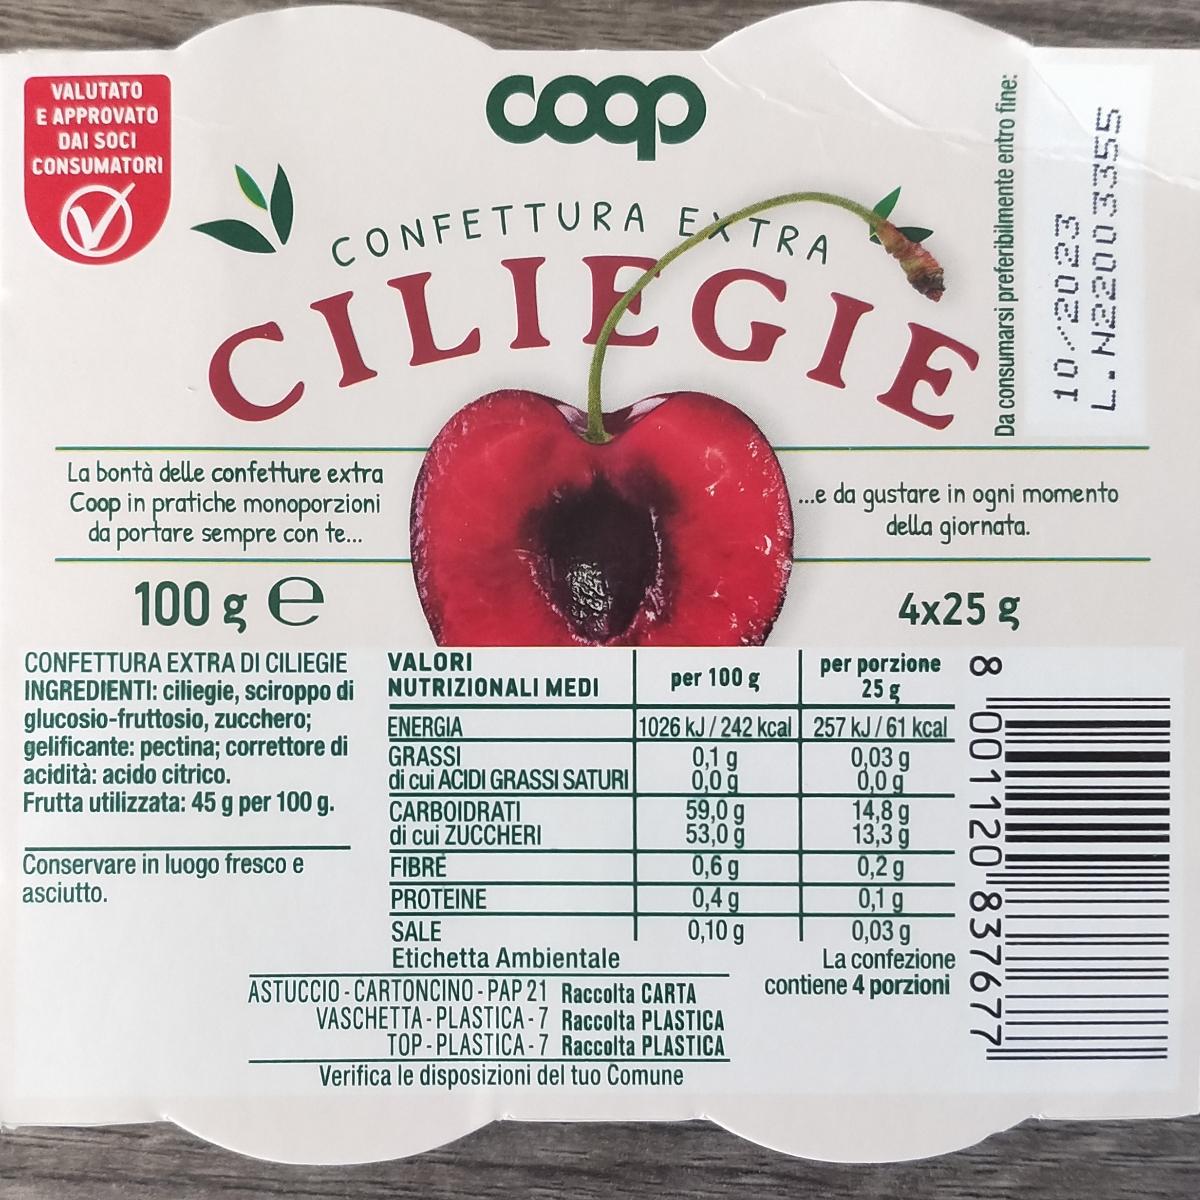 VALUTATO
E APPROVATO
DAI SOCI
CONSUMATORI
coop
CONFETTURA EXTRA
CILIEGIE
Da consumarsi preferibilmente entro fine:
10/2023
L.N22003355
La bontà delle confetture extra
Coop in pratiche monoporzioni
da portare sempre con te...
...e da gustare in ogni momento
della giornata.
100 g e
4x25 g
CONFETTURA EXTRA DI CILIEGIE
INGREDIENTI: ciliegie, sciroppo di
glucosio-fruttosio, zucchero;
gelificante: pectina; correttore di
acidità: acido citrico.
Frutta utilizzata: 45 g per 100 g.
Conservare in luogo fresco e
asciutto.
VALORI
NUTRIZIONALI MEDI
per 100 g
per porzione
25 g
ENERGIA 1026 kJ / 242 kcal 257 kJ / 61 kcal
GRASSI 0,1 g 0,03 g
di cui ACIDI GRASSI SATURI 0,0 g 0,0 g
CARBOIDRATI 59,0 g 14,8 g
di cui ZUCCHERI 53,0 g 13,3 g
FIBRE 0,6 g 0,2 g
PROTEINE 0,4 g 0,1 g
SALE 0,10 g 0,03 g
La confezione
contiene 4 porzioni
Etichetta Ambientale
ASTUCCIO - CARTONCINO - PAP 21 Raccolta CARTA
VASCHETTA - PLASTICA - 7 Raccolta PLASTICA
TOP - PLASTICA - 7 Raccolta PLASTICA
Verifica le disposizioni del tuo Comune
8 001120 837677